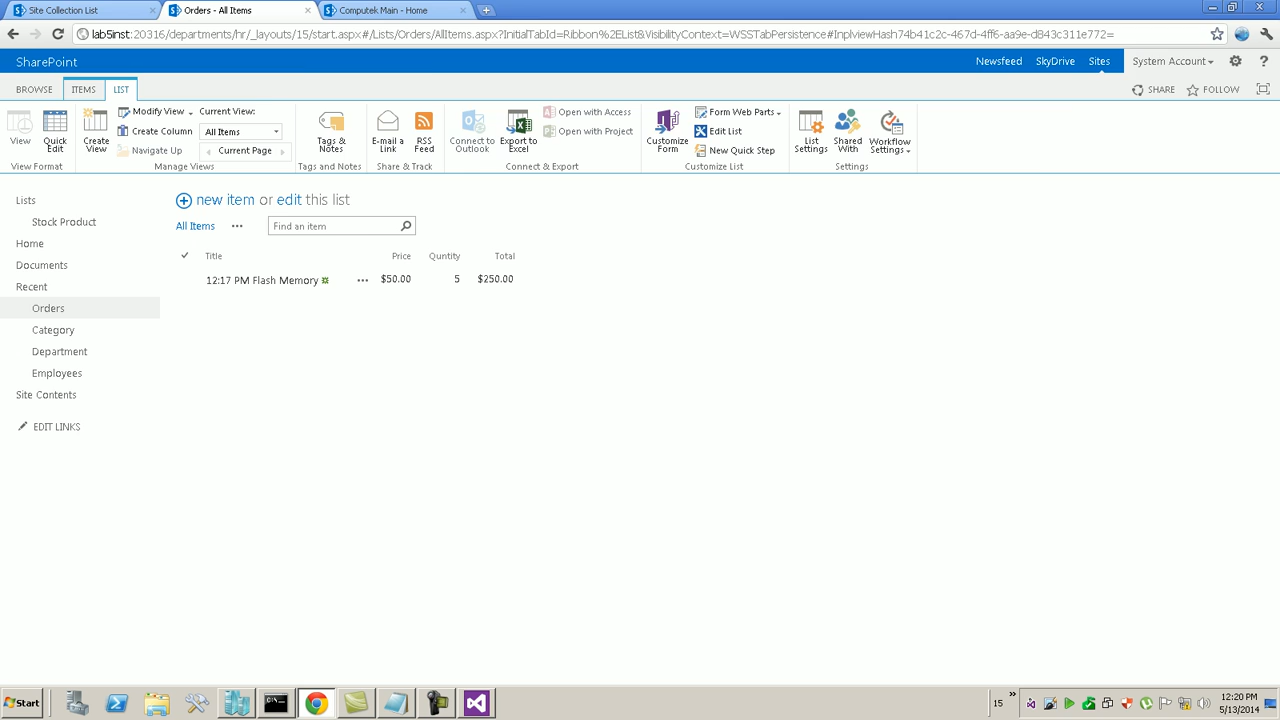 Site Collection List
Orders - All Items
Computek Main - Home
lab5inst:20316/departments/hr/_layouts/15/start.aspx#/Lists/Orders/AllItems.aspx?InitialTabId=Ribbon%2EList&VisibilityContext=WSSTabPersistence#InplviewHash74b41c2c-467d-4ff6-aa9e-d843c311e772=
SharePoint
Newsfeed SkyDrive Sites System Account ?
BROWSE ITEMS LIST SHARE FOLLOW
View
Quick Edit
Create View
Modify View
Create Column
Navigate Up
Current View:
All Items
Current Page
Tags & Notes
E-mail a Link
RSS Feed
Connect to Outlook
Export to Excel
Open with Access
Open with Project
Customize Form
Form Web Parts
Edit List
New Quick Step
List Settings
Shared With
Workflow Settings
View Format Manage Views Tags and Notes Share & Track Connect & Export Customize List Settings
Lists
Stock Product
Home
Documents
Recent
Orders
Category
Department
Employees
Site Contents
EDIT LINKS
new item or edit this list
All Items ••• Find an item
Title Price Quntity Total
12:17 PM Flash Memory ••• $50.00 5 $250.00
Start
15
12:20 PM
5/13/2014